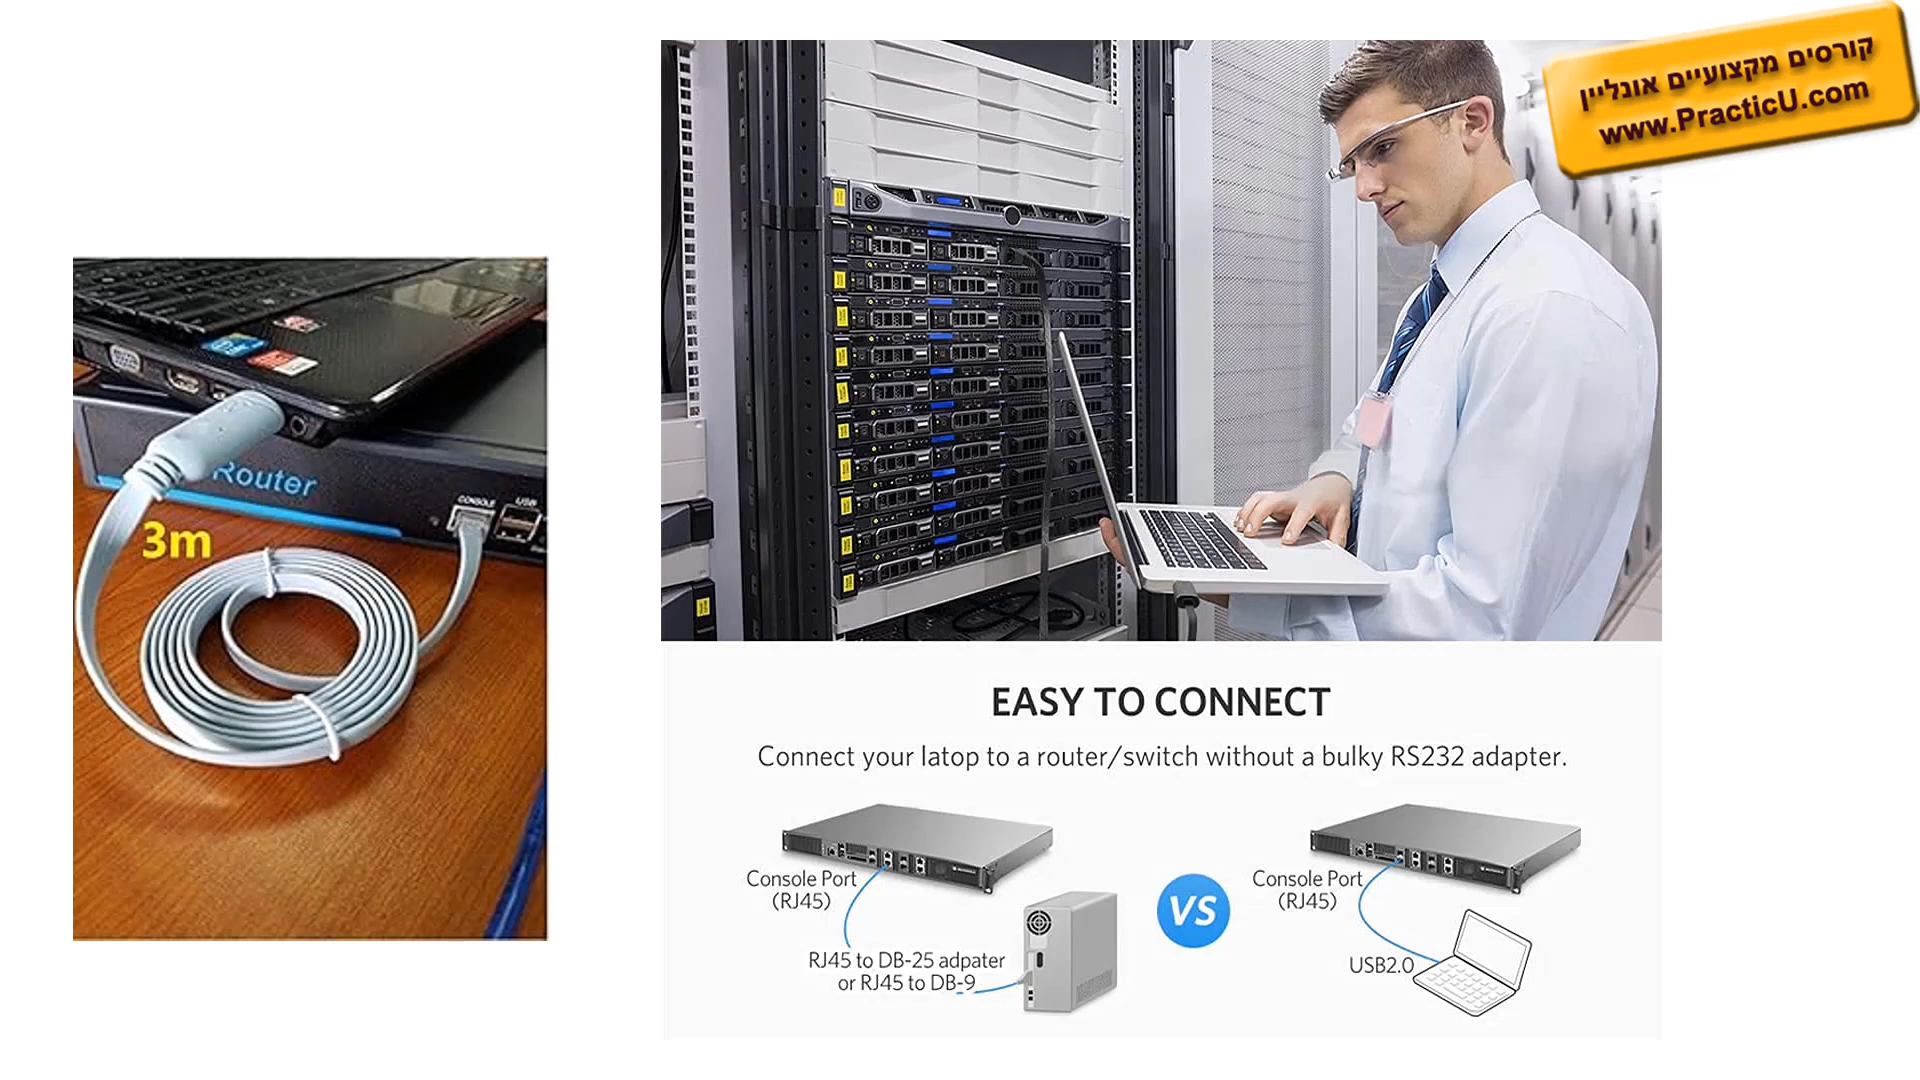 קורסים מקצועיים אונליין
www.PracticU.com
Router
CONSOLE
USB
3m
EASY TO CONNECT
Connect your latop to a router/switch without a bulky RS232 adapter.
Console Port
(RJ45)
RJ45 to DB-25 adpater
or RJ45 to DB-9
VS
Console Port
(RJ45)
USB2.0